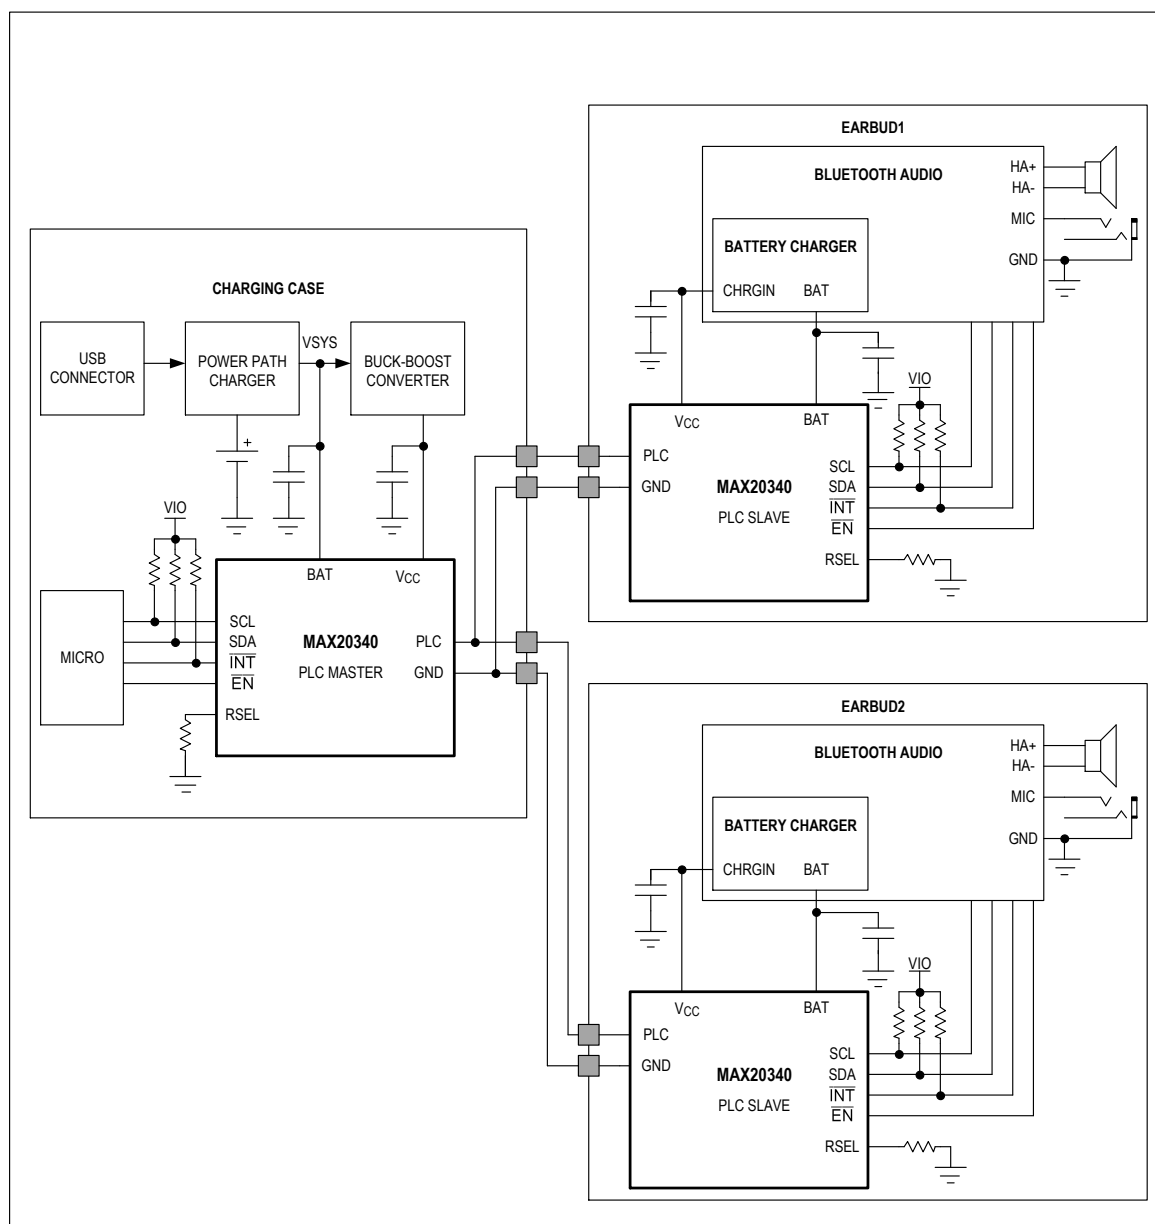 CHARGING CASE
USB
CONNECTOR
POWER PATH
CHARGER
VSYS
BUCK-BOOST
CONVERTER
+
VIO
BAT
VCC
MICRO
SCL
SDA
INT
EN
RSEL
MAX20340
PLC MASTER
PLC
GND
EARBUD1
BLUETOOTH AUDIO
HA+
HA-
MIC
GND
BATTERY CHARGER
CHRGIN
BAT
VIO
VCC
BAT
PLC
GND
MAX20340
PLC SLAVE
SCL
SDA
INT
EN
RSEL
EARBUD2
BLUETOOTH AUDIO
HA+
HA-
MIC
GND
BATTERY CHARGER
CHRGIN
BAT
VIO
VCC
BAT
PLC
GND
MAX20340
PLC SLAVE
SCL
SDA
INT
EN
RSEL